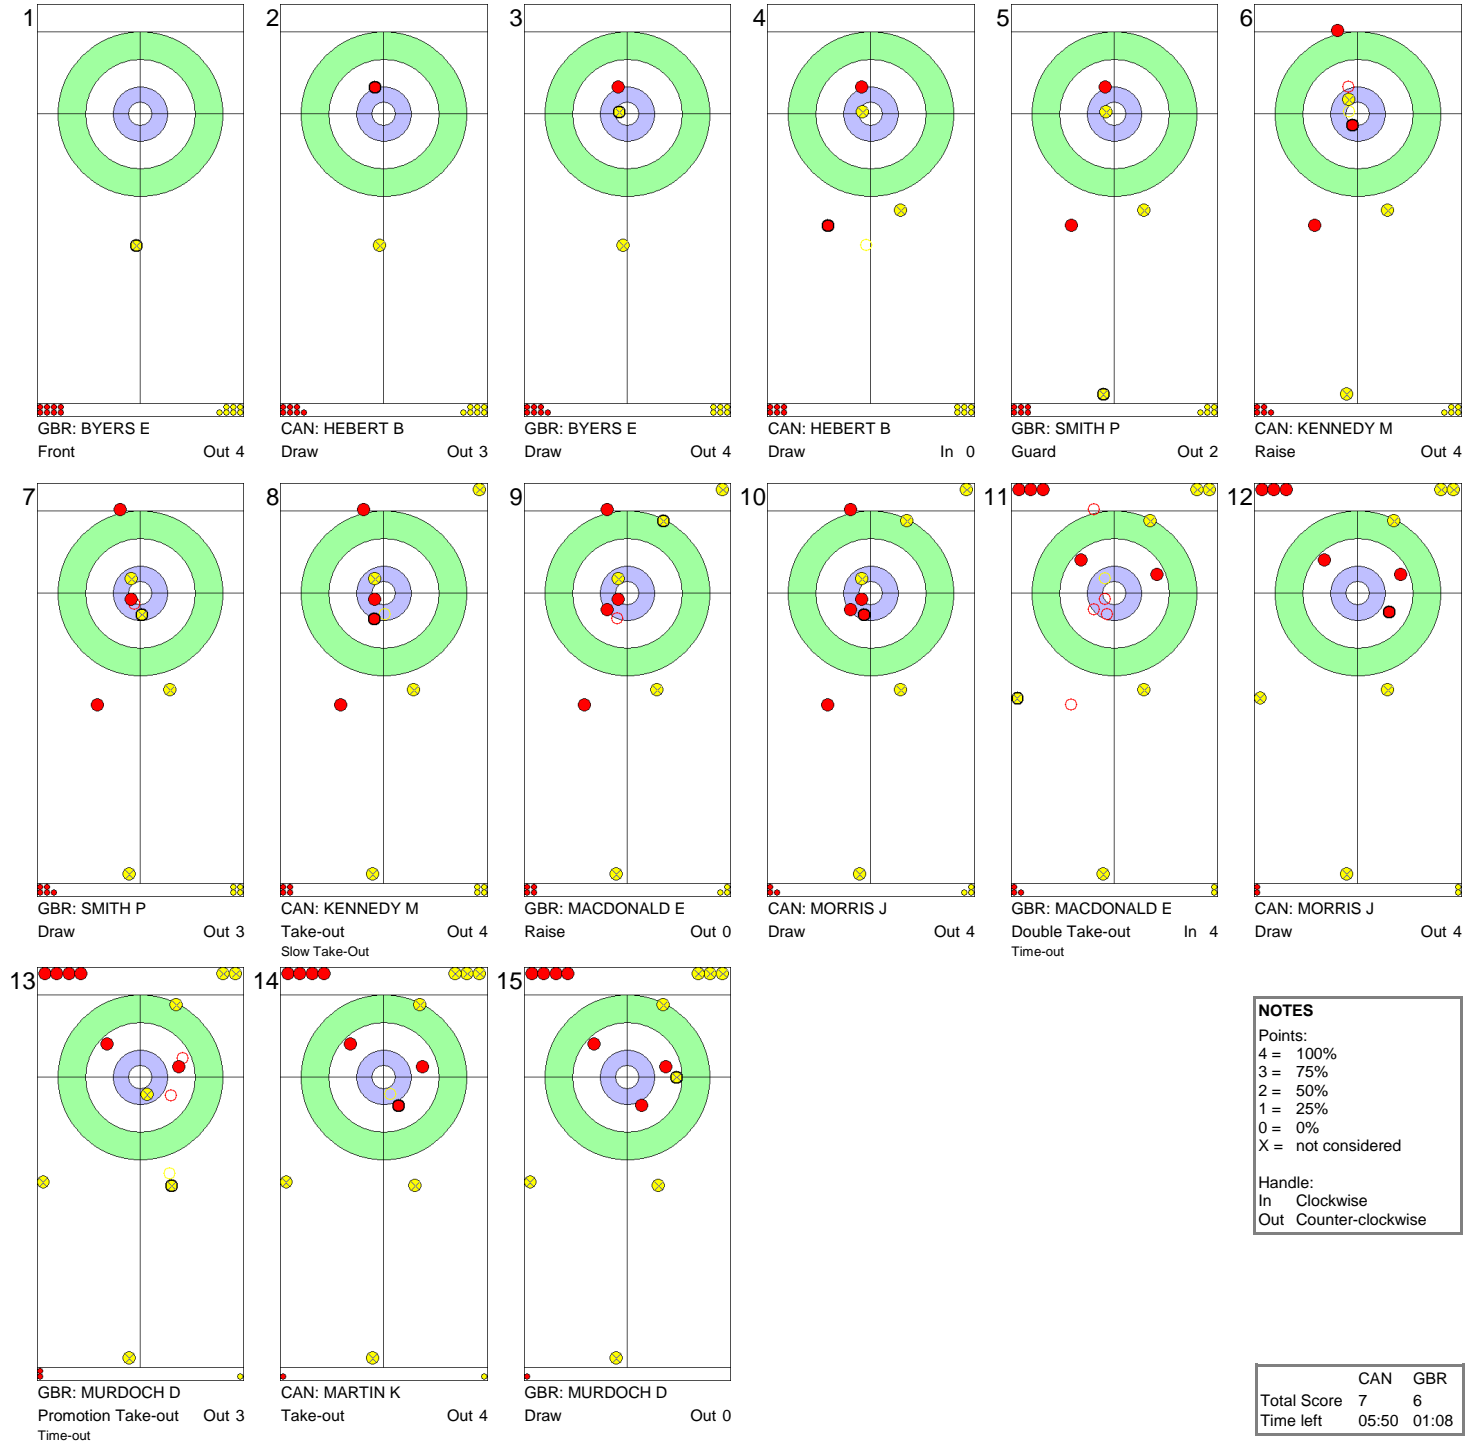 1
GBR: BYERS E
Front Out 4
2
CAN: HEBERT B
Draw Out 3
3
GBR: BYERS E
Draw Out 4
4
CAN: HEBERT B
Draw In 0
5
GBR: SMITH P
Guard Out 2
6
CAN: KENNEDY M
Raise Out 4
7
GBR: SMITH P
Draw Out 3
8
CAN: KENNEDY M
Take-out Out 4
Slow Take-Out
9
GBR: MACDONALD E
Raise Out 0
10
CAN: MORRIS J
Draw Out 4
11
GBR: MACDONALD E
Double Take-out In 4
Time-out
12
CAN: MORRIS J
Draw Out 4
13
GBR: MURDOCH D
Promotion Take-out Out 3
Time-out
14
CAN: MARTIN K
Take-out Out 4
15
GBR: MURDOCH D
Draw Out 0
NOTES
Points:
4 = 100%
3 = 75%
2 = 50%
1 = 25%
0 = 0%
X = not considered
Handle:
In Clockwise
Out Counter-clockwise
CAN GBR
Total Score 7 6
Time left 05:50 01:08